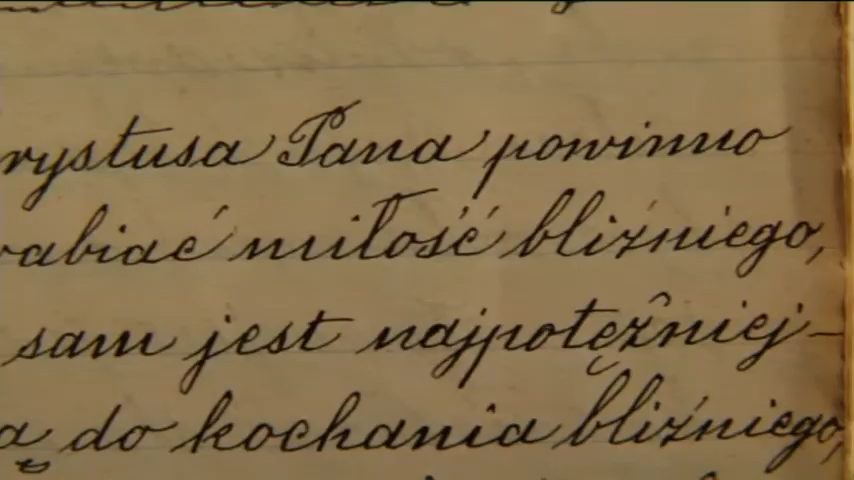 rystusa Pana powinno
rabiać miłość bliźniego,
sam jest najpotężniej-
ą do kochania bliźniego,